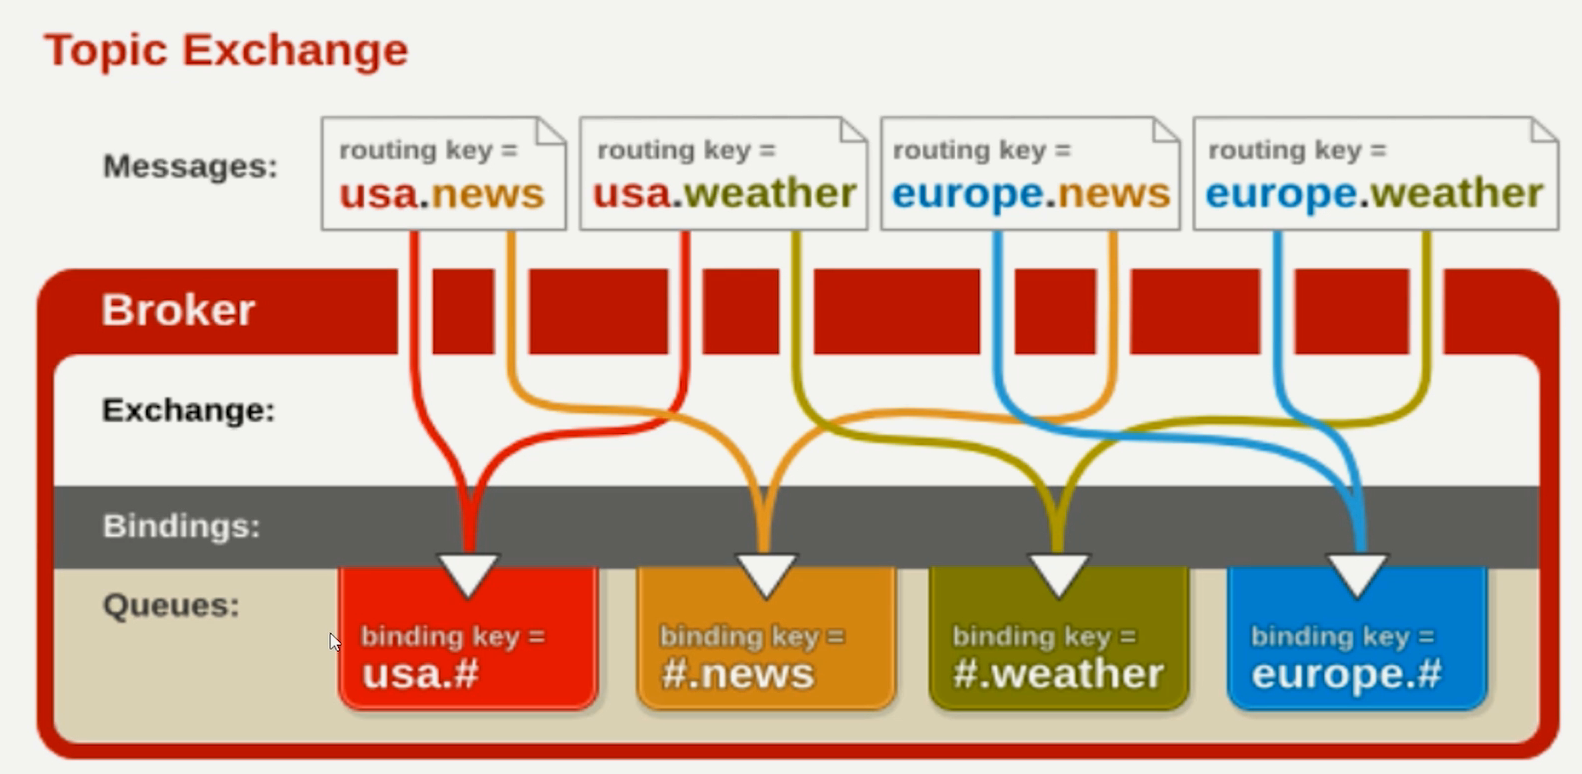 Topic Exchange
Messages:
routing key =
usa.news
routing key =
usa.weather
routing key =
europe.news
routing key =
europe.weather
Broker
Exchange:
Bindings:
Queues:
binding key =
usa.#
binding key =
#.news
binding key =
#.weather
binding key =
europe.#